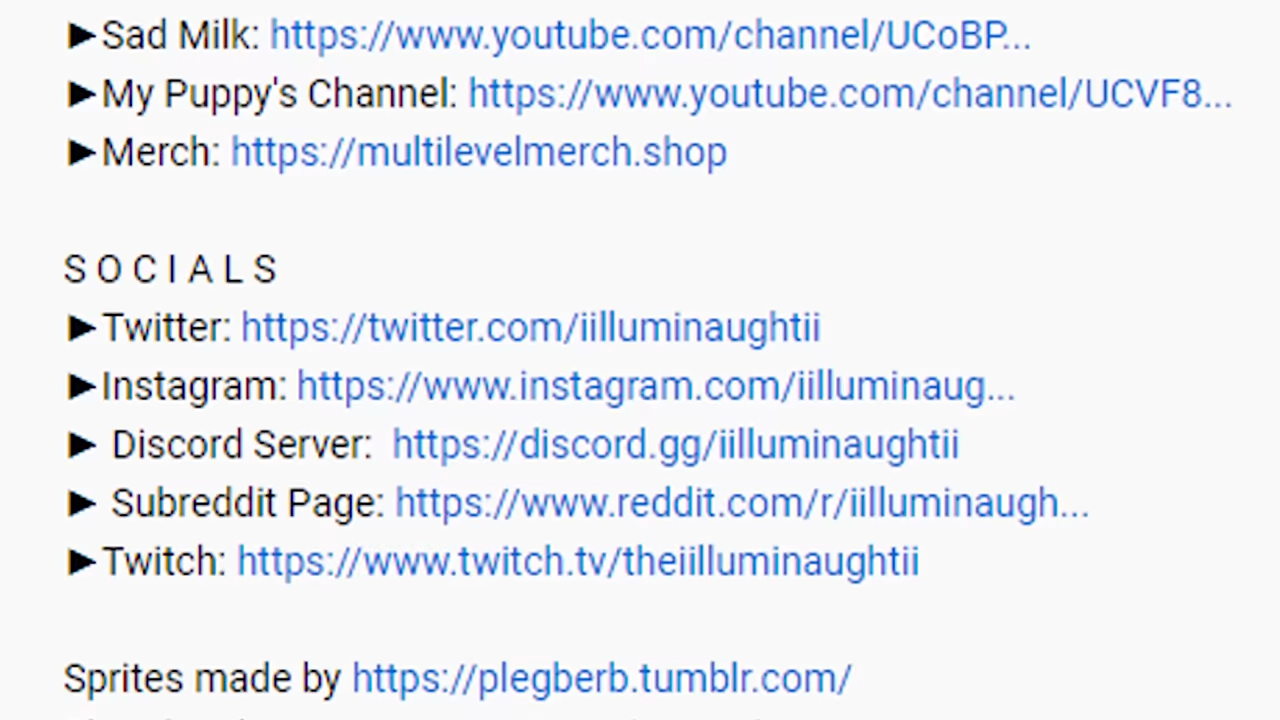 ►Sad Milk: https://www.youtube.com/channel/UCoBP...
►My Puppy's Channel: https://www.youtube.com/channel/UCVF8...
►Merch: https://multilevelmerch.shop
S O C I A L S
►Twitter: https://twitter.com/iilluminaughtii
►Instagram: https://www.instagram.com/iilluminaug...
► Discord Server:  https://discord.gg/iilluminaughtii
► Subreddit Page: https://www.reddit.com/r/iilluminaugh...
►Twitch: https://www.twitch.tv/theiilluminaughtii
Sprites made by https://plegberb.tumblr.com/